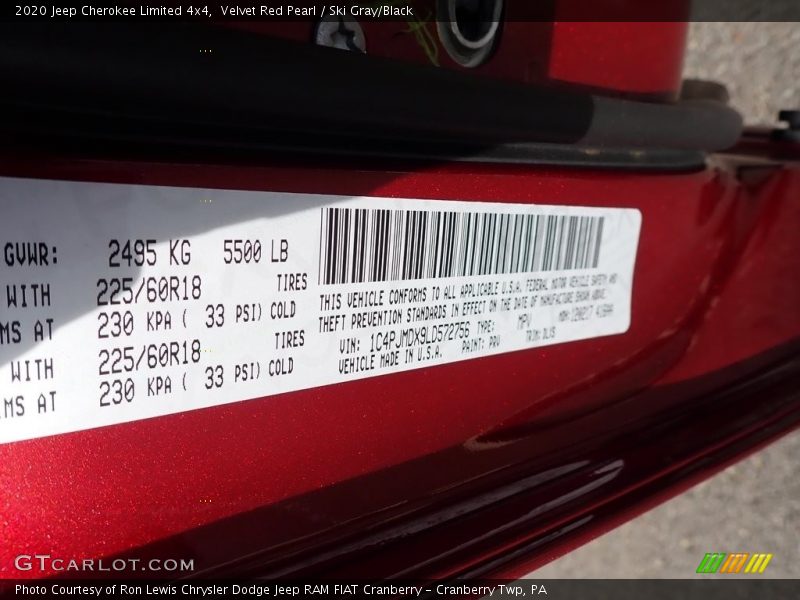 2020 Jeep Cherokee Limited 4x4, Velvet Red Pearl / Ski Gray/Black
GVWR: 2495 KG 5500 LB
WITH 225/60R18 TIRES
MS AT 230 KPA ( 33 PSI) COLD
WITH 225/60R18 TIRES
MS AT 230 KPA ( 33 PSI) COLD
THIS VEHICLE CONFORMS TO ALL APPLICABLE U.S.A. FEDERAL MOTOR VEHICLE SAFETY AND
THEFT PREVENTION STANDARDS IN EFFECT ON THE DATE OF MANUFACTURE SHOWN ABOVE.
VIN: 1C4PJMDX9LD572756 TYPE: MPV
VEHICLE MADE IN U.S.A. PAINT: PRV TRIM:
GTCARLOT.COM
Photo Courtesy of Ron Lewis Chrysler Dodge Jeep RAM FIAT Cranberry – Cranberry Twp, PA